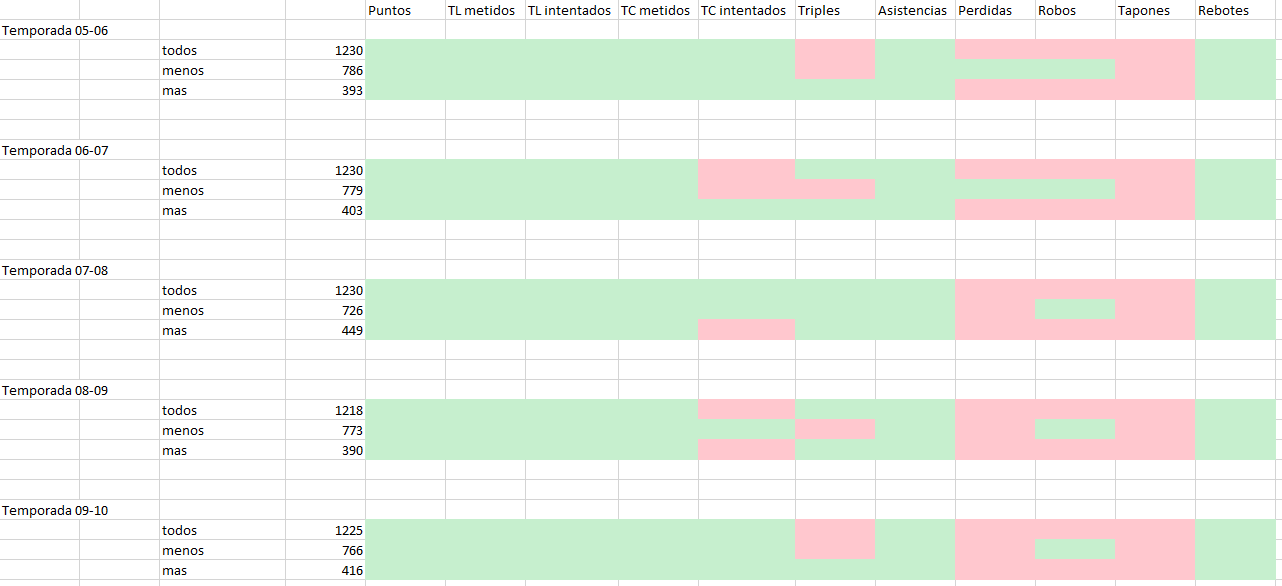 Puntos TL metidos TL intentados TC metidos TC intentados Triples Asistencias Perdidas Robos Tapones Rebotes
Temporada 05-06
todos 1230
menos 786
mas 393
Temporada 06-07
todos 1230
menos 779
mas 403
Temporada 07-08
todos 1230
menos 726
mas 449
Temporada 08-09
todos 1218
menos 773
mas 390
Temporada 09-10
todos 1225
menos 766
mas 416